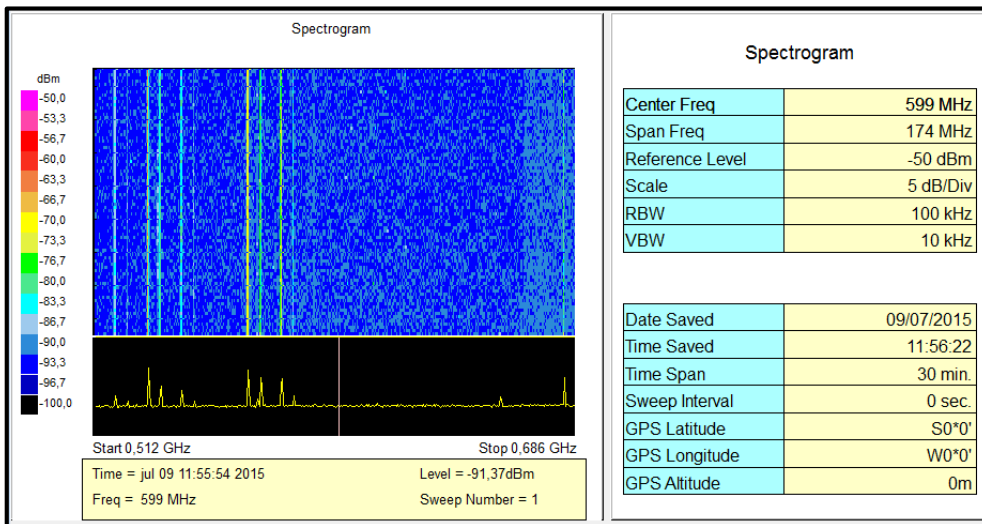 Spectrogram
dBm
-50,0
-53,3
-56,7
-60,0
-63,3
-66,7
-70,0
-73,3
-76,7
-80,0
-83,3
-86,7
-90,0
-93,3
-96,7
-100,0
Start 0,512 GHz
Stop 0,686 GHz
Time = jul 09 11:55:54 2015
Level = -91,37dBm
Freq = 599 MHz
Sweep Number = 1
Spectrogram
Center Freq 599 MHz
Span Freq 174 MHz
Reference Level -50 dBm
Scale 5 dB/Div
RBW 100 kHz
VBW 10 kHz
Date Saved 09/07/2015
Time Saved 11:56:22
Time Span 30 min.
Sweep Interval 0 sec.
GPS Latitude S0*0'
GPS Longitude W0*0'
GPS Altitude 0m